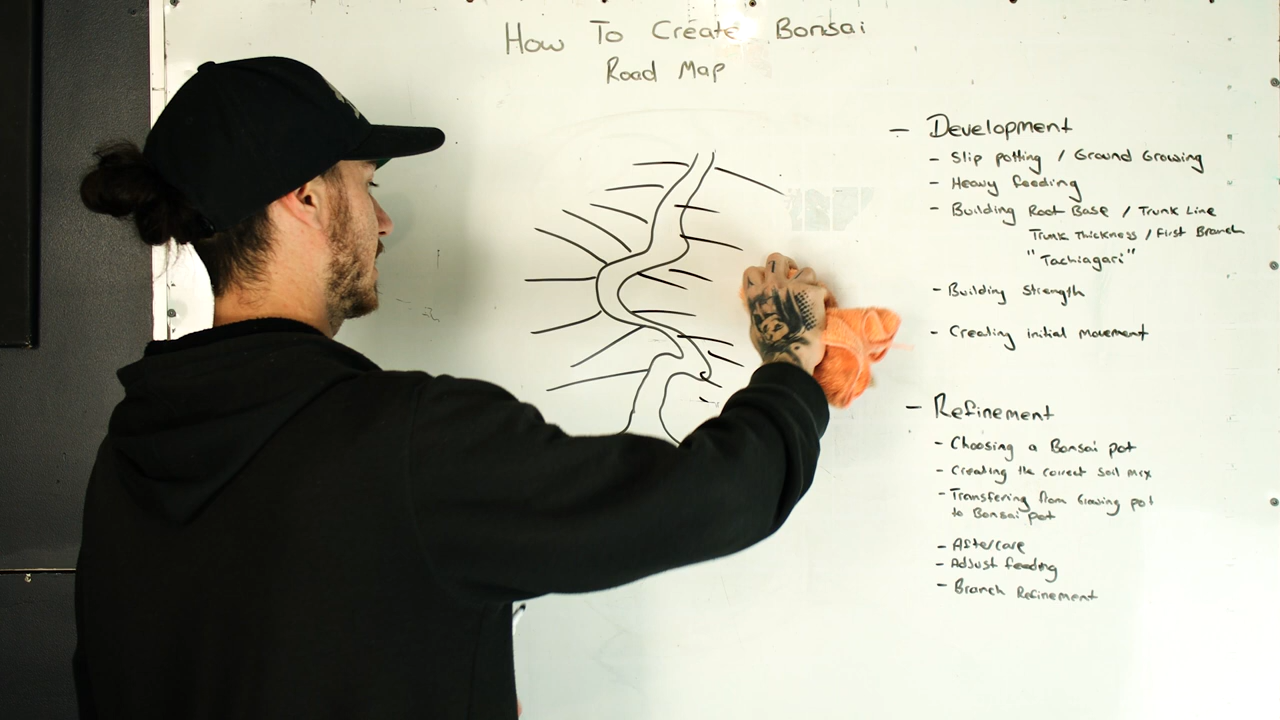 How To Create Bonsai
Road Map
- Development
- Slip potting / Ground Growing
- Heavy feeding
- Building Root Base / Trunk Line
Trunk Thickness / First Branch
"Tachiagari"
- Building Strength
- Creating initial movement
- Refinement
- Choosing a Bonsai pot
- Creating the correct soil mix
- Transfering from Growing pot
to Bonsai pot
- Aftercare
- Adjust feeding
- Branch Refinement